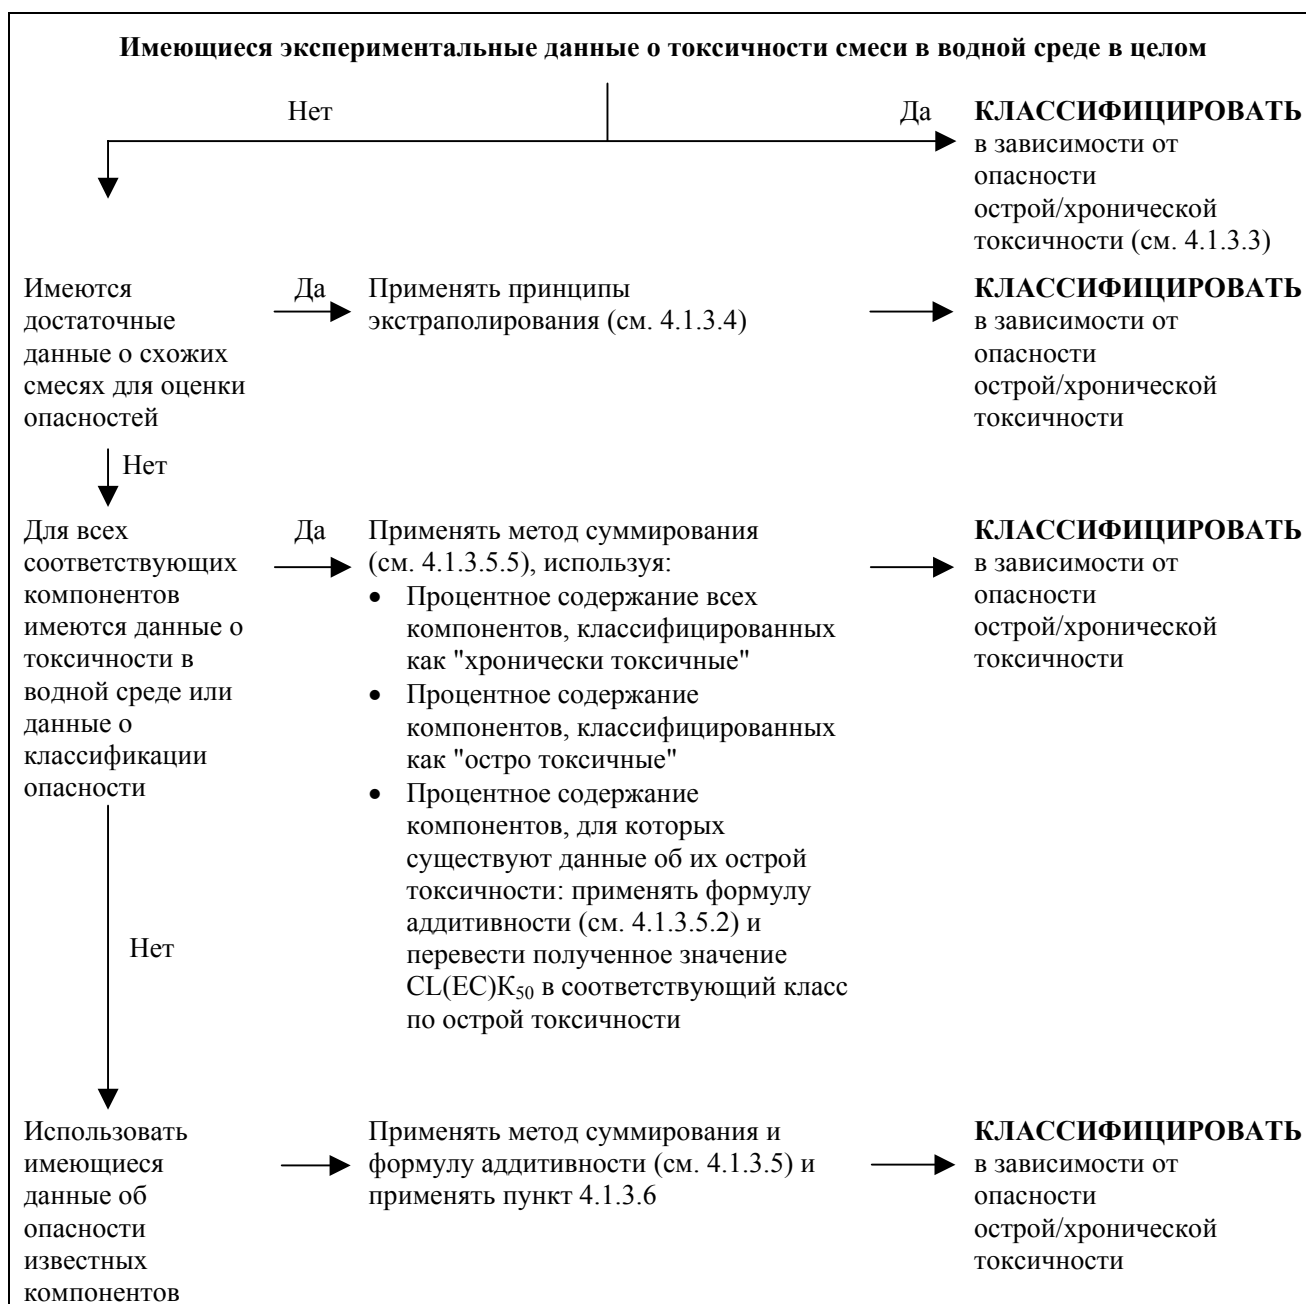 Имеющиеся экспериментальные данные о токсичности смеси в водной среде в целом
Нет
Да
КЛАССИФИЦИРОВАТЬ
в зависимости от
опасности
острой/хронической
токсичности (см. 4.1.3.3)
Имеются
достаточные
данные о схожих
смесях для оценки
опасностей
Да
Применять принципы
экстраполирования (см. 4.1.3.4)
КЛАССИФИЦИРОВАТЬ
в зависимости от
опасности
острой/хронической
токсичности
Нет
Для всех
соответствующих
компонентов
имеются данные о
токсичности в
водной среде или
данные о
классификации
опасности
Да
Применять метод суммирования
(см. 4.1.3.5.5), используя:
• Процентное содержание всех
компонентов, классифицированных
как "хронически токсичные"
• Процентное содержание
компонентов, классифицированных
как "остро токсичные"
• Процентное содержание
компонентов, для которых
существуют данные об их острой
токсичности: применять формулу
аддитивности (см. 4.1.3.5.2) и
перевести полученное значение
CL(EC)K₅₀ в соответствующий класс
по острой токсичности
КЛАССИФИЦИРОВАТЬ
в зависимости от
опасности
острой/хронической
токсичности
Нет
Использовать
имеющиеся
данные об
опасности
известных
компонентов
Применять метод суммирования и
формулу аддитивности (см. 4.1.3.5) и
применять пункт 4.1.3.6
КЛАССИФИЦИРОВАТЬ
в зависимости от
опасности
острой/хронической
токсичности